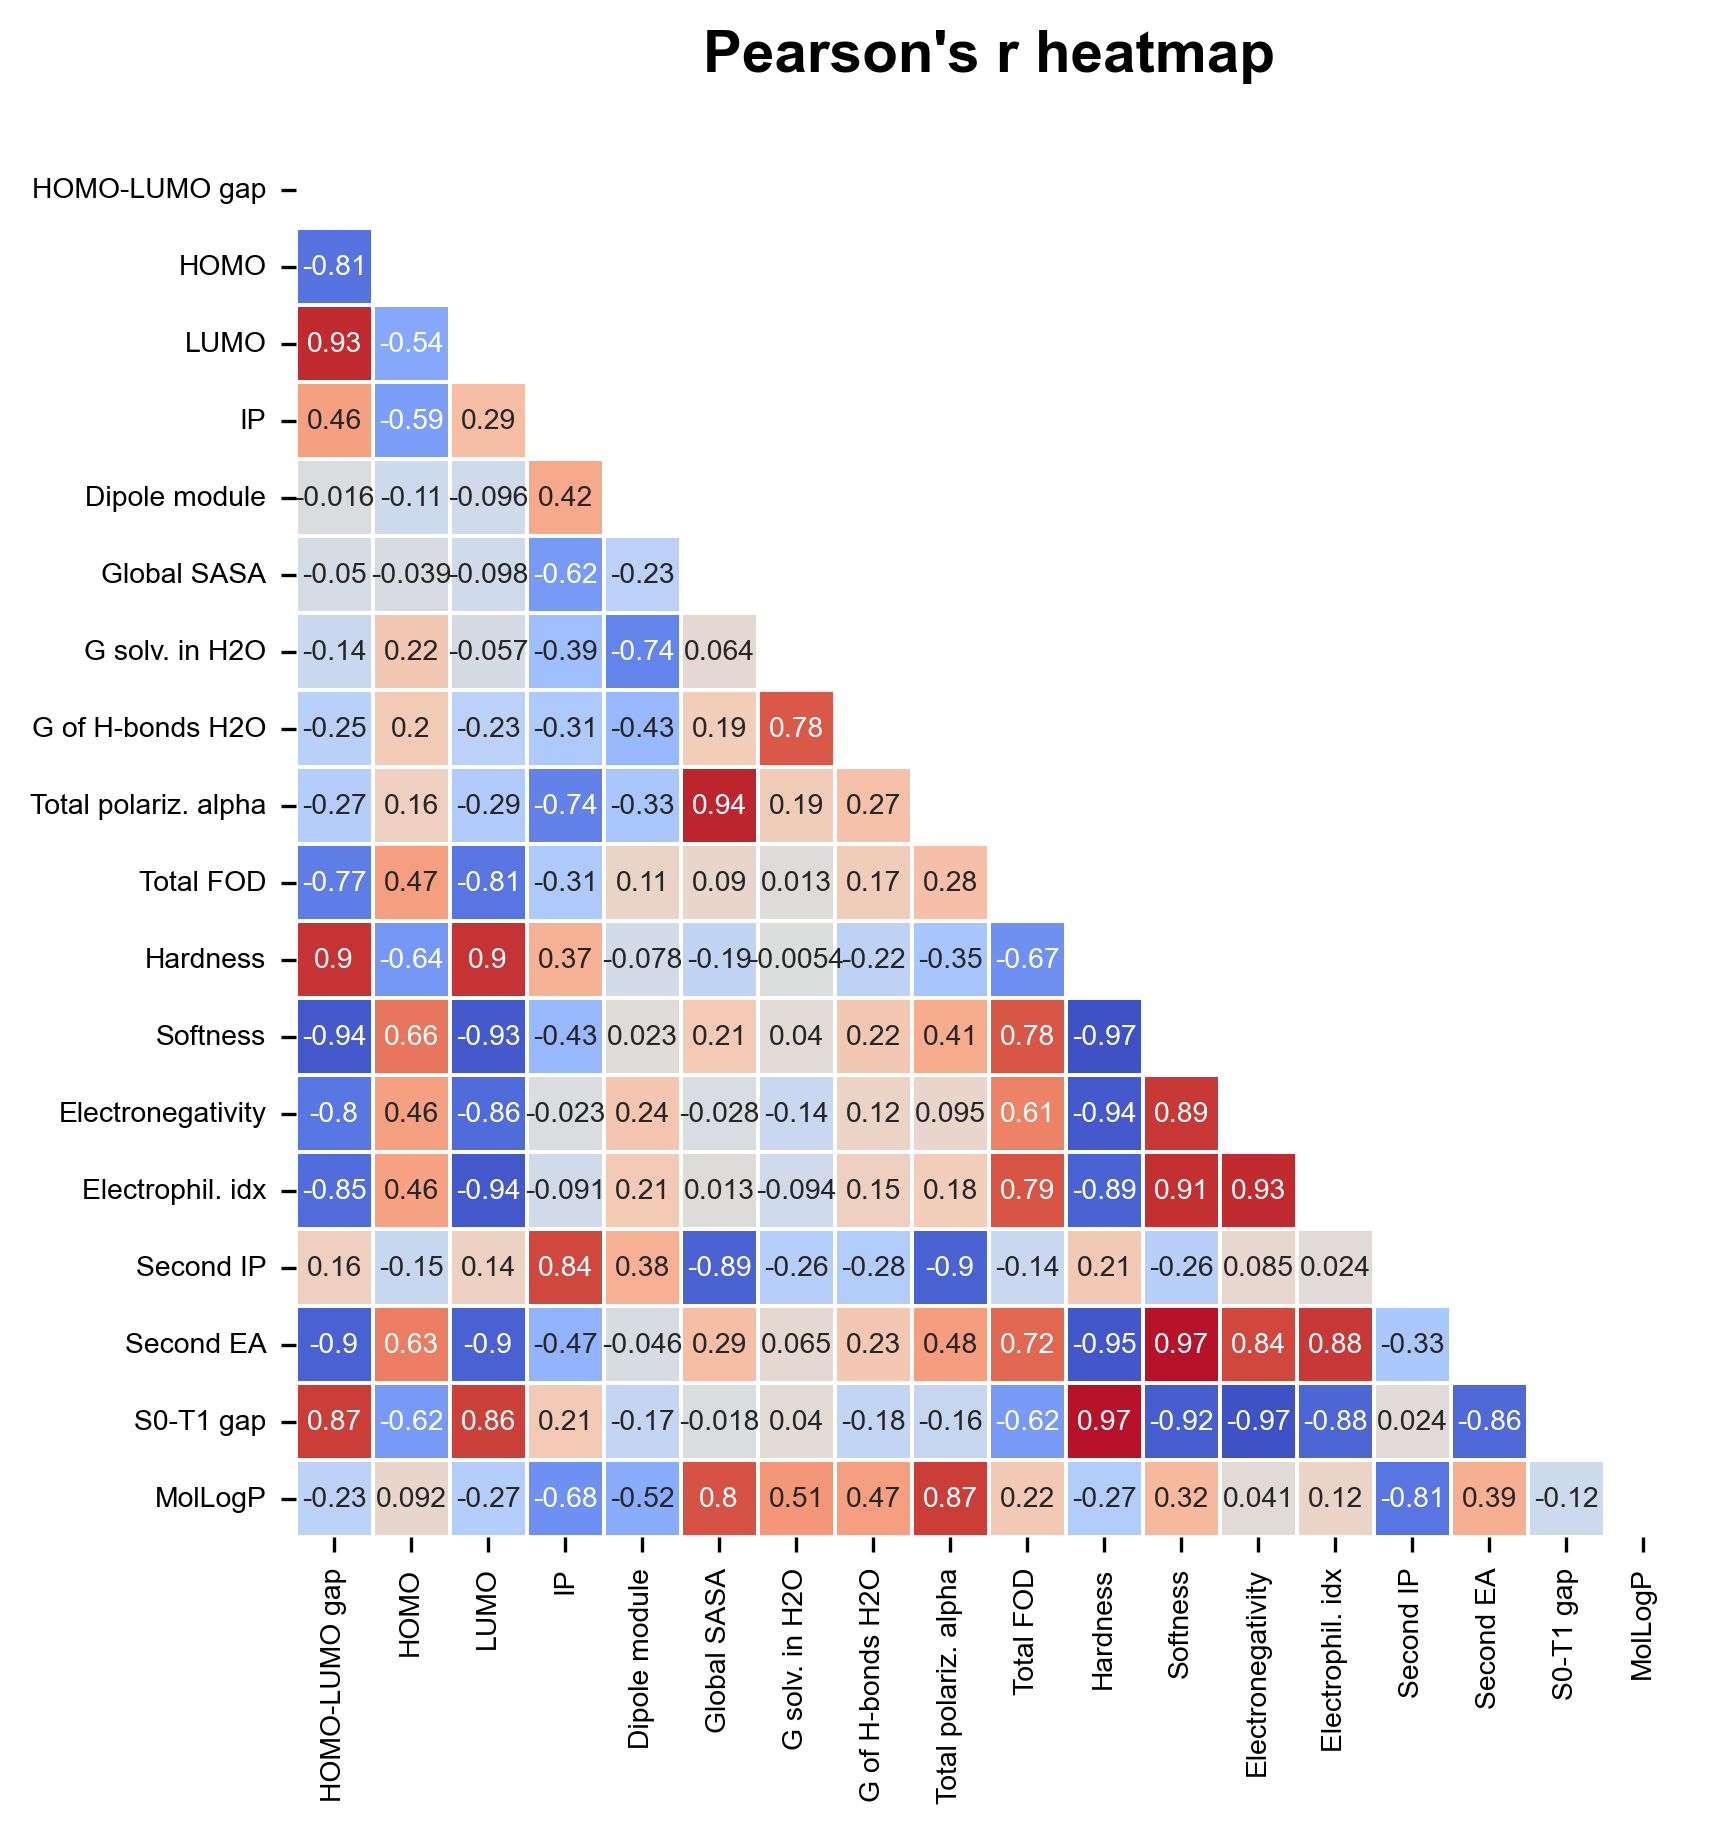 Pearson's r heatmap
HOMO-LUMO gap
HOMO -0.81
LUMO 0.93 -0.54
IP 0.46 -0.59 0.29
Dipole module -0.016 -0.11 -0.096 0.42
Global SASA -0.05 -0.039 -0.098 -0.62 -0.23
G solv. in H2O -0.14 0.22 -0.057 -0.39 -0.74 0.064
G of H-bonds H2O -0.25 0.2 -0.23 -0.31 -0.43 0.19 0.78
Total polariz. alpha -0.27 0.16 -0.29 -0.74 -0.33 0.94 0.19 0.27
Total FOD -0.77 0.47 -0.81 -0.31 0.11 0.09 0.013 0.17 0.28
Hardness 0.9 -0.64 0.9 0.37 -0.078 -0.19 -0.0054 -0.22 -0.35 -0.67
Softness -0.94 0.66 -0.93 -0.43 0.023 0.21 0.04 0.22 0.41 0.78 -0.97
Electronegativity -0.8 0.46 -0.86 -0.023 0.24 -0.028 -0.14 0.12 0.095 0.61 -0.94 0.89
Electrophil. idx -0.85 0.46 -0.94 -0.091 0.21 0.013 -0.094 0.15 0.18 0.79 -0.89 0.91 0.93
Second IP 0.16 -0.15 0.14 0.84 0.38 -0.89 -0.26 -0.28 -0.9 -0.14 0.21 -0.26 0.085 0.024
Second EA -0.9 0.63 -0.9 -0.47 -0.046 0.29 0.065 0.23 0.48 0.72 -0.95 0.97 0.84 0.88 -0.33
S0-T1 gap 0.87 -0.62 0.86 0.21 -0.17 -0.018 0.04 -0.18 -0.16 -0.62 0.97 -0.92 -0.97 -0.88 0.024 -0.86
MolLogP -0.23 0.092 -0.27 -0.68 -0.52 0.8 0.51 0.47 0.87 0.22 -0.27 0.32 0.041 0.12 -0.81 0.39 -0.12
HOMO-LUMO gap
HOMO
LUMO
IP
Dipole module
Global SASA
G solv. in H2O
G of H-bonds H2O
Total polariz. alpha
Total FOD
Hardness
Softness
Electronegativity
Electrophil. idx
Second IP
Second EA
S0-T1 gap
MolLogP